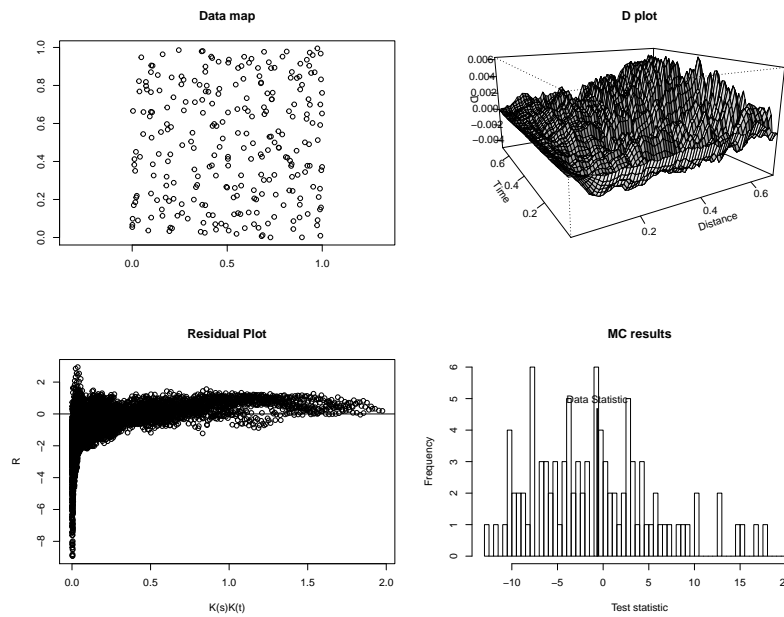 Data map
1.0
0.8
0.6
0.4
0.2
0.0
0.0 0.5 1.0
D plot
0.006
0.004
0.002
0.000
−0.002
−0.004
D
0.6
0.4
0.2
Time
0.2
0.4
0.6
Distance
Residual Plot
2
0
−2
−4
−6
−8
R
0.0 0.5 1.0 1.5 2.0
K(s)K(t)
MC results
6
5
4
3
2
1
0
Frequency
Data Statistic
−10 −5 0 5 10 15
Test statistic